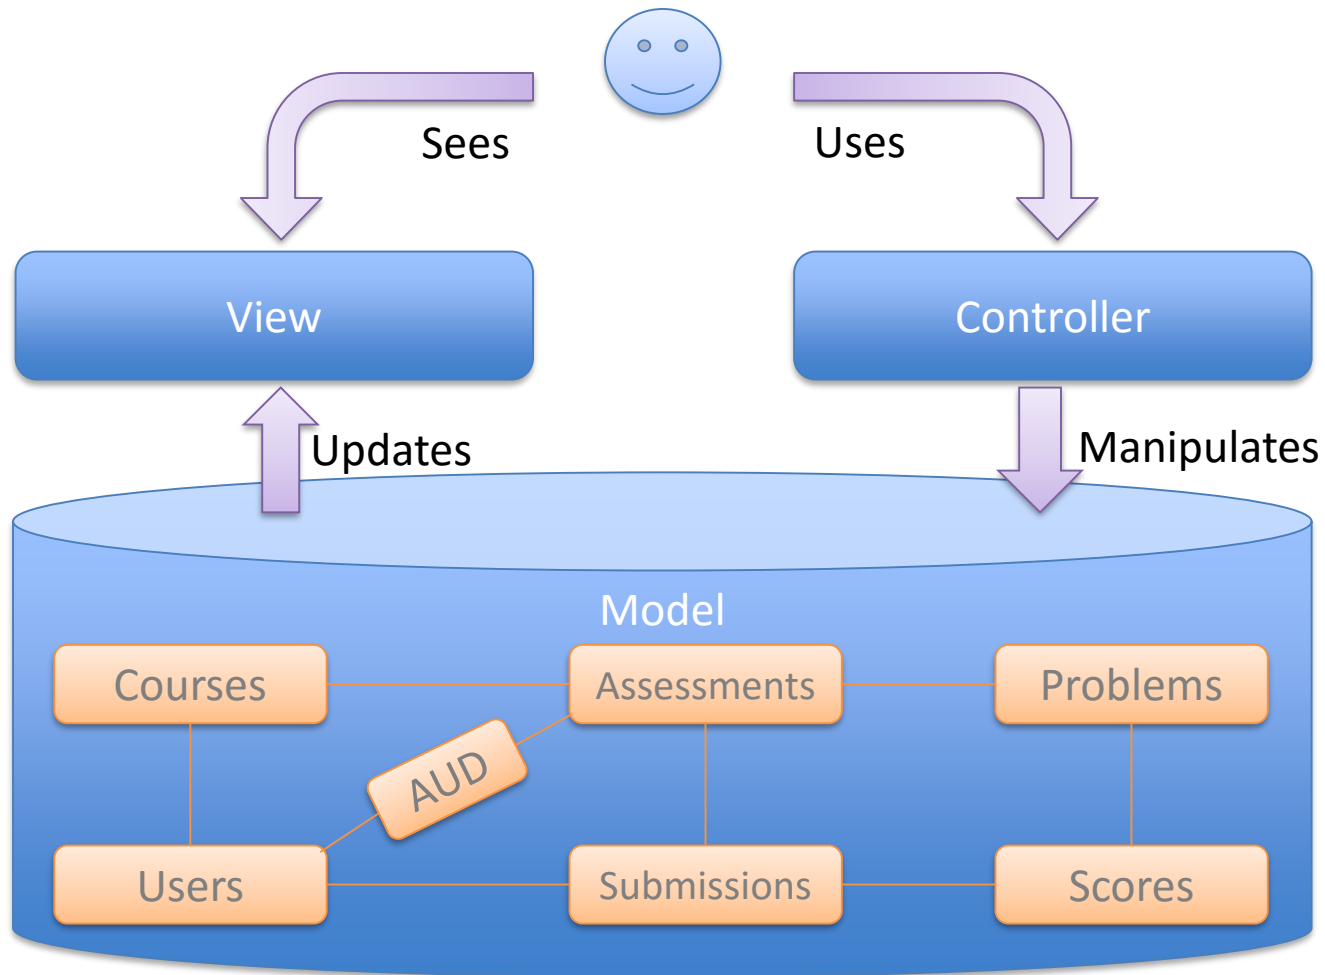 Sees
Uses
View
Controller
Updates
Manipulates
Model
Courses
Assessments
Problems
AUD
Users
Submissions
Scores